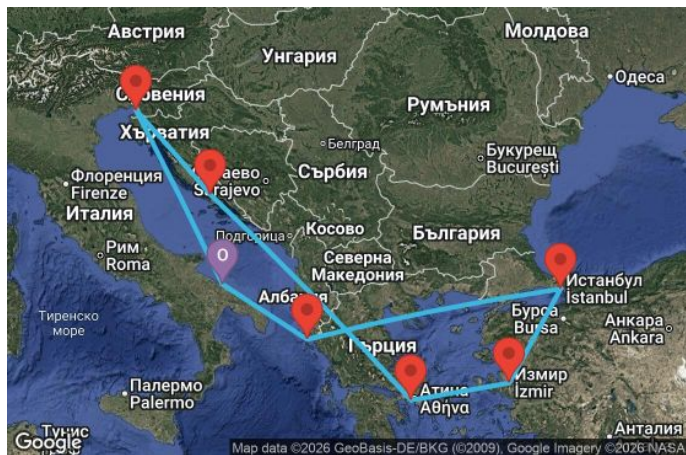 Австрия
Молдова
Унгария
Одеса
Словения
Румъния
Хърватия
Белград
Букурещ
Bucureşti
Флоренция
Firenze
Сърбия
Sarajevo
Италия
Косово
България
Подгорица
Рим
Roma
Северна
Македония
Истанбул
İstanbul
Албания
Бурса
Bursa
Анкара
Ankara
Тиренско
море
Гърция
Измир
İzmir
Атина
Αθήνα
Палермо
Palermo
Анталия
Тунис
Google
Map data ©2026 GeoBasis-DE/BKG (©2009), Google Imagery ©2026 NASA